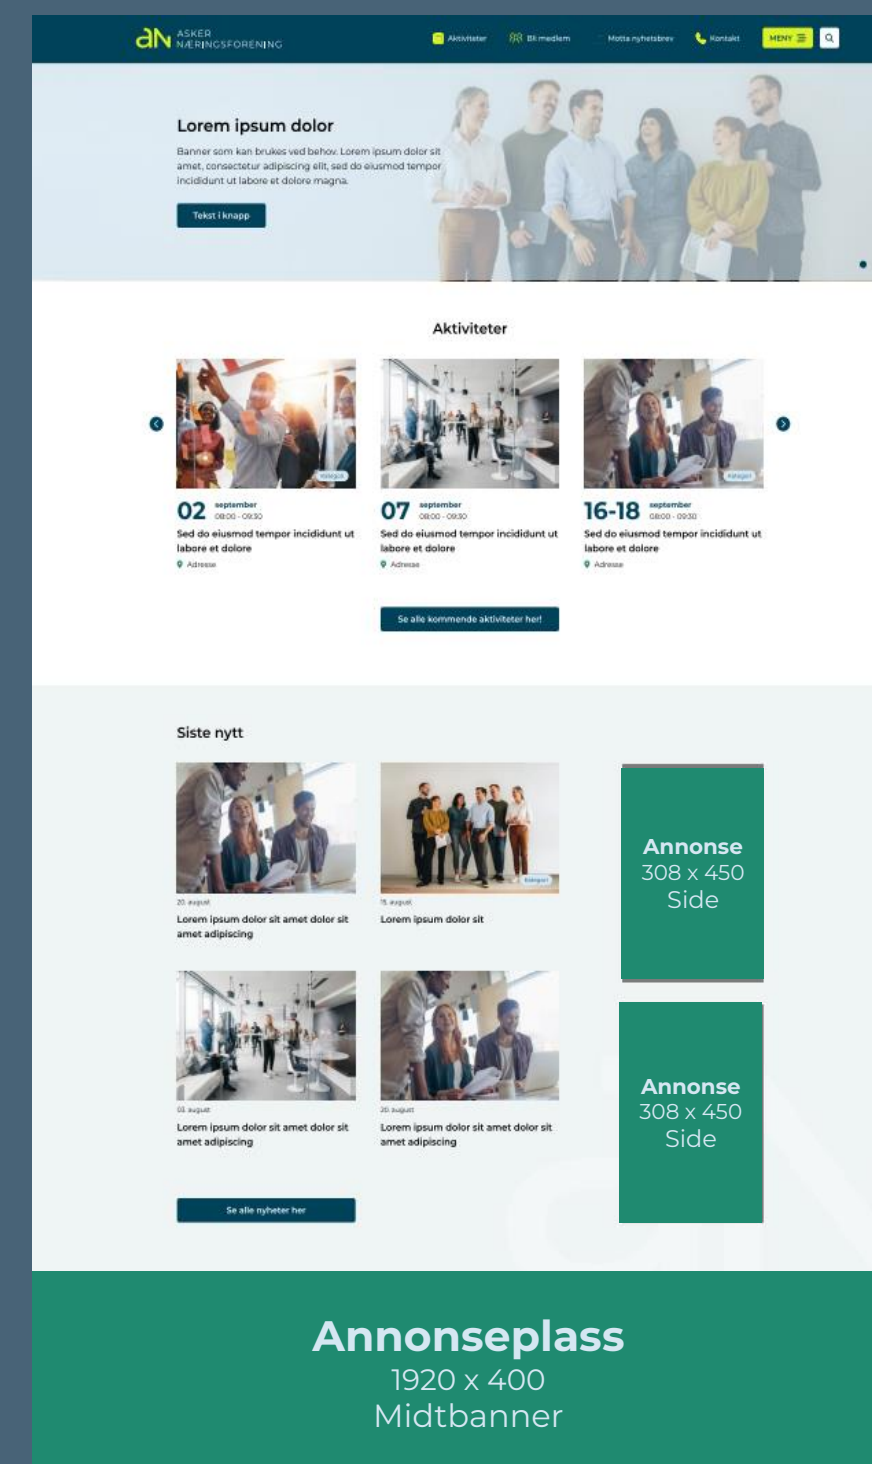 aN ASKER
NÆRINGSFORENING
Aktiviteter
Bli medlem
Motta nyhetsbrev
Kontakt
MENY
Lorem ipsum dolor
Banner som kan brukes ved behov. Lorem ipsum dolor sit
amet, consectetur adipiscing elit, sed do eiusmod tempor
incididunt ut labore et dolore magna.
Tekst i knapp
Aktiviteter
Kategori
Kategori
02 september
08:00 - 09:30
Sed do eiusmod tempor incididunt ut
labore et dolore
Adresse
07 september
08:00 - 09:30
Sed do eiusmod tempor incididunt ut
labore et dolore
Adresse
16-18 september
08:00 - 09:30
Sed do eiusmod tempor incididunt ut
labore et dolore
Adresse
Se alle kommende aktiviteter her!
Siste nytt
20. august
Lorem ipsum dolor sit amet dolor sit
amet adipiscing
Kategori
15. august
Lorem ipsum dolor sit
Annonse
308 x 450
Side
03. august
Lorem ipsum dolor sit amet dolor sit
amet adipiscing
20. august
Lorem ipsum dolor sit amet dolor sit
amet adipiscing
Annonse
308 x 450
Side
Se alle nyheter her
Annonseplass
1920 x 400
Midtbanner